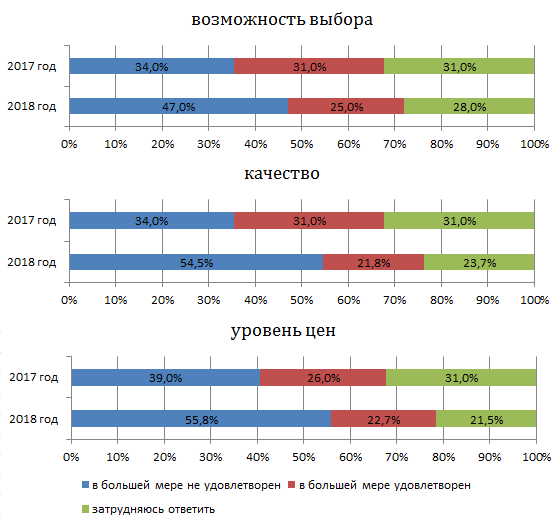 возможность выбора
2017 год 34,0% 31,0% 31,0%
2018 год 47,0% 25,0% 28,0%
0% 10% 20% 30% 40% 50% 60% 70% 80% 90% 100%
качество
2017 год 34,0% 31,0% 31,0%
2018 год 54,5% 21,8% 23,7%
0% 10% 20% 30% 40% 50% 60% 70% 80% 90% 100%
уровень цен
2017 год 39,0% 26,0% 31,0%
2018 год 55,8% 22,7% 21,5%
0% 10% 20% 30% 40% 50% 60% 70% 80% 90% 100%
в большей мере не удовлетворен в большей мере удовлетворен
затрудняюсь ответить